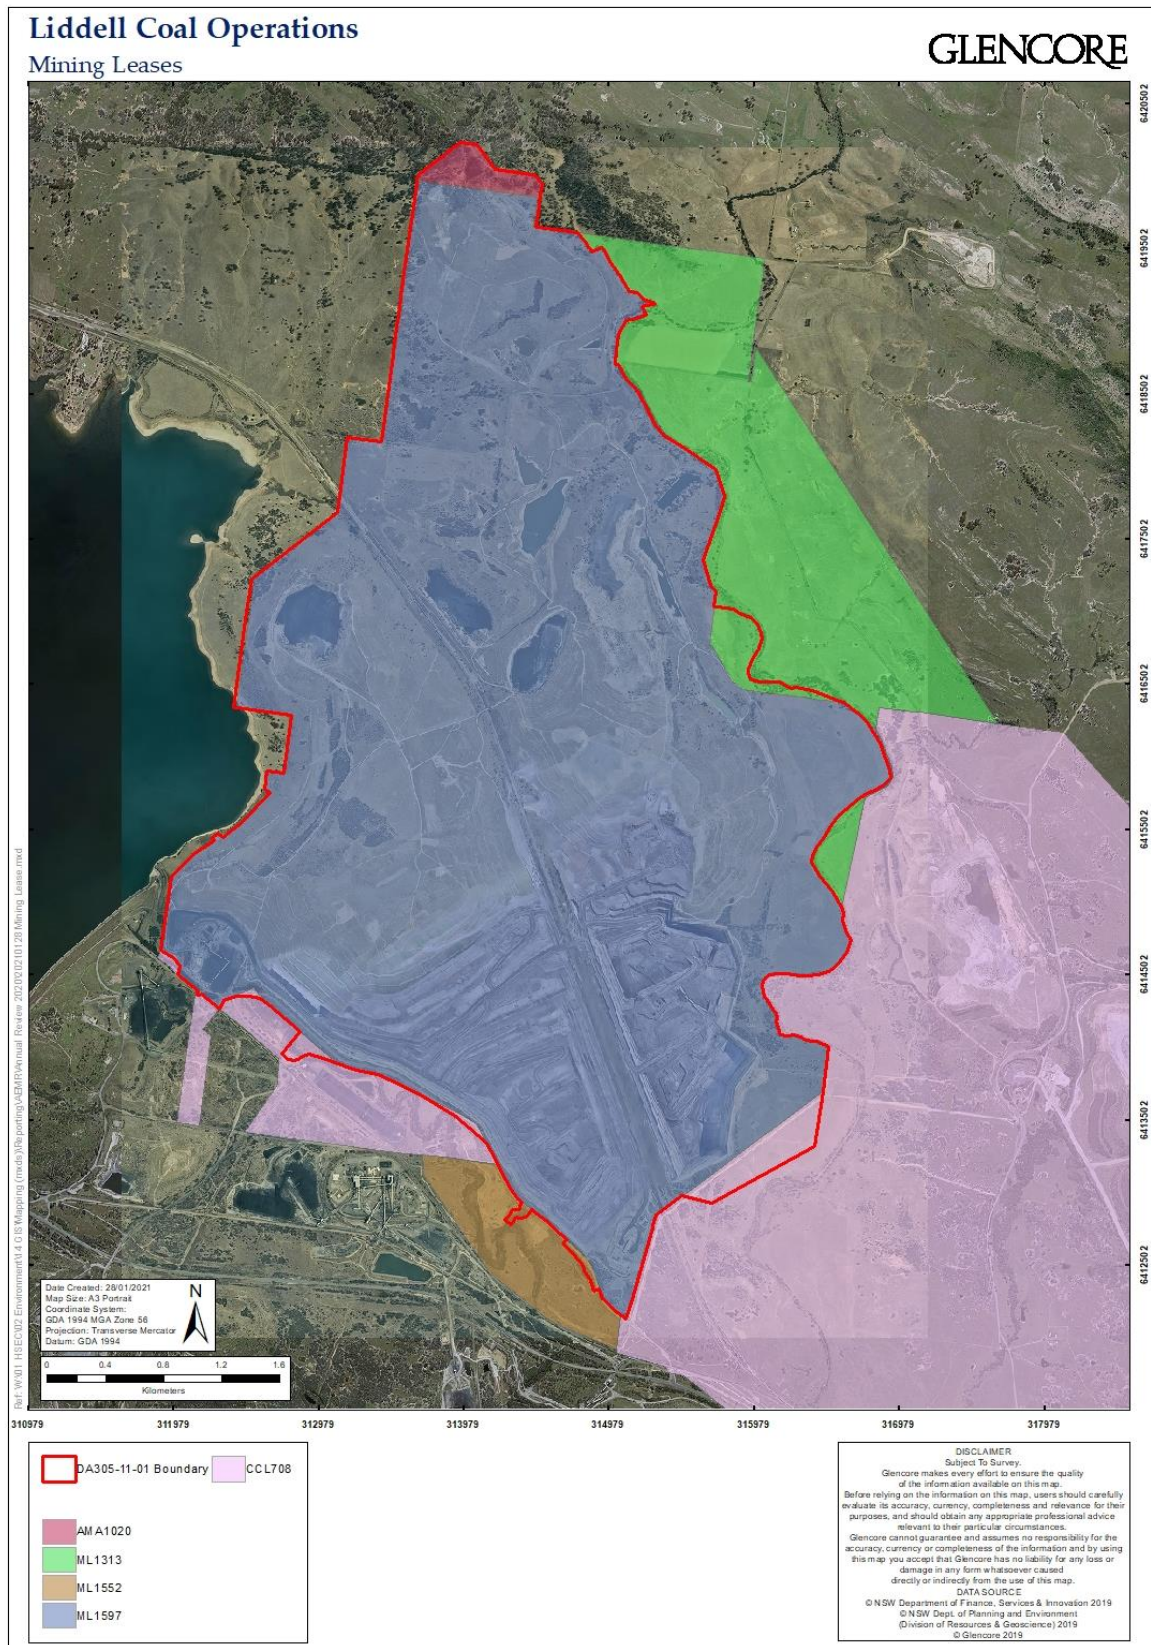 Liddell Coal Operations
Mining Leases
GLENCORE
6420502
6419502
6418502
6417502
6416502
6415502
6414502
6413502
6412502
Date Created: 28/01/2021
Map Size: A3 Portrait
Coordinate System:
GDA 1994 MGA Zone 56
Projection: Transverse Mercator
Datum: GDA 1994
N
0 0.4 0.8 1.2 1.6
Kilometers
310979 311979 312979 313979 314979 315979 316979 317979
DA305-11-01 Boundary
CCL708
AMA1020
ML1313
ML1552
ML1597
DISCLAIMER
Subject To Survey.
Glencore makes every effort to ensure the quality
of the information available on this map.
Before relying on the information on this map, users should carefully
evaluate its accuracy, currency, completeness and relevance for their
purposes, and should obtain any appropriate professional advice
relevant to their particular circumstances.
Glencore cannot guarantee and assumes no responsibility for the
accuracy, currency or completeness of the information and by using
this map you accept that Glencore has no liability for any loss or
damage in any form whatsoever caused
directly or indirectly from the use of this map.
DATA SOURCE
© NSW Department of Finance, Services & Innovation 2019
© NSW Dept. of Planning and Environment
(Division of Resources & Geoscience) 2019
© Glencore 2019